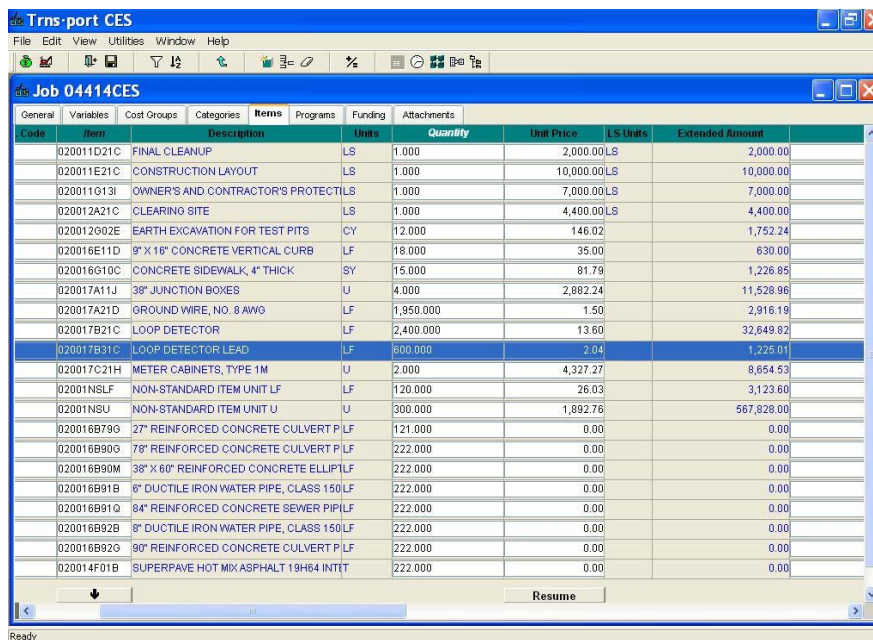 Trns·port CES
File Edit View Utilities Window Help
Job 04414CES
General Variables Cost Groups Categories Items Programs Funding Attachments
. Code Item Description Units Quantity Unit Price LS Units Extended Amount
020011D21C FINAL CLEANUP LS 1.000 2,000.00 LS 2,000.00
020011E21C CONSTRUCTION LAYOUT LS 1.000 10,000.00 LS 10,000.00
020011G13I OWNER'S AND CONTRACTOR'S PROTECTI LS 1.000 7,000.00 LS 7,000.00
020012A21C CLEARING SITE LS 1.000 4,400.00 LS 4,400.00
020012G02E EARTH EXCAVATION FOR TEST PITS CY 12.000 146.02 1,752.24
020016E11D 9" X 16" CONCRETE VERTICAL CURB LF 18.000 35.00 630.00
020016G10C CONCRETE SIDEWALK, 4" THICK SY 15.000 81.79 1,226.85
020017A11J 38" JUNCTION BOXES U 4.000 2,882.24 11,528.96
020017A21D GROUND WIRE, NO. 8 AWG LF 1,950.000 1.50 2,916.19
020017B21C LOOP DETECTOR LF 2,400.000 13.60 32,649.82
020017B31C LOOP DETECTOR LEAD LF 600.000 2.04 1,225.01
020017C21H METER CABINETS, TYPE 1M U 2.000 4,327.27 8,654.53
02001NSLF NON-STANDARD ITEM UNIT LF LF 120.000 26.03 3,123.60
02001NSU NON-STANDARD ITEM UNIT U U 300.000 1,892.76 567,828.00
020016B79G 27" REINFORCED CONCRETE CULVERT P LF 121.000 0.00 0.00
020016B90G 78" REINFORCED CONCRETE CULVERT P LF 222.000 0.00 0.00
020016B90M 38" X 60" REINFORCED CONCRETE ELLIPT LF 222.000 0.00 0.00
020016B91B 6" DUCTILE IRON WATER PIPE, CLASS 150 LF 222.000 0.00 0.00
020016B91Q 84" REINFORCED CONCRETE SEWER PIP LF 222.000 0.00 0.00
020016B92B 8" DUCTILE IRON WATER PIPE, CLASS 150 LF 222.000 0.00 0.00
020016B92G 90" REINFORCED CONCRETE CULVERT P LF 222.000 0.00 0.00
020014F01B SUPERPAVE HOT MIX ASPHALT 19H64 INTE T 222.000 0.00 0.00
Resume
Ready